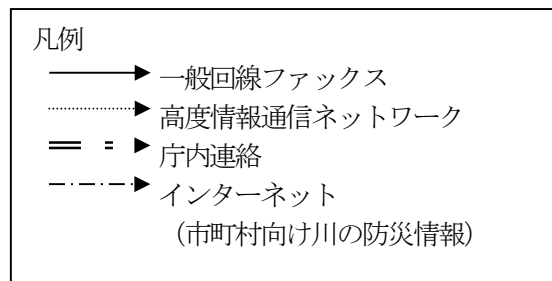 凡例
一般回線ファックス
高度情報通信ネットワーク
庁内連絡
インターネット
（市町村向け川の防災情報）